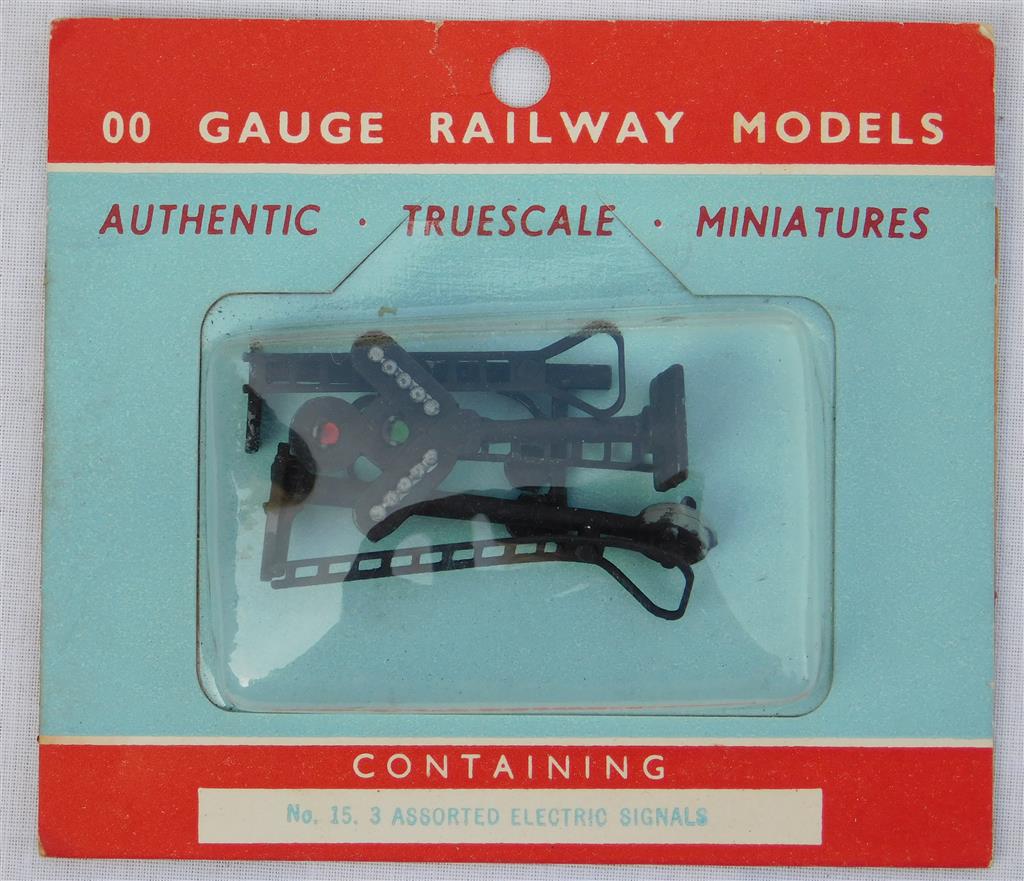 00 GAUGE RAILWAY MODELS
AUTHENTIC · TRUESCALE · MINIATURES
CONTAINING
No. 15. 3 ASSORTED ELECTRIC SIGNALS